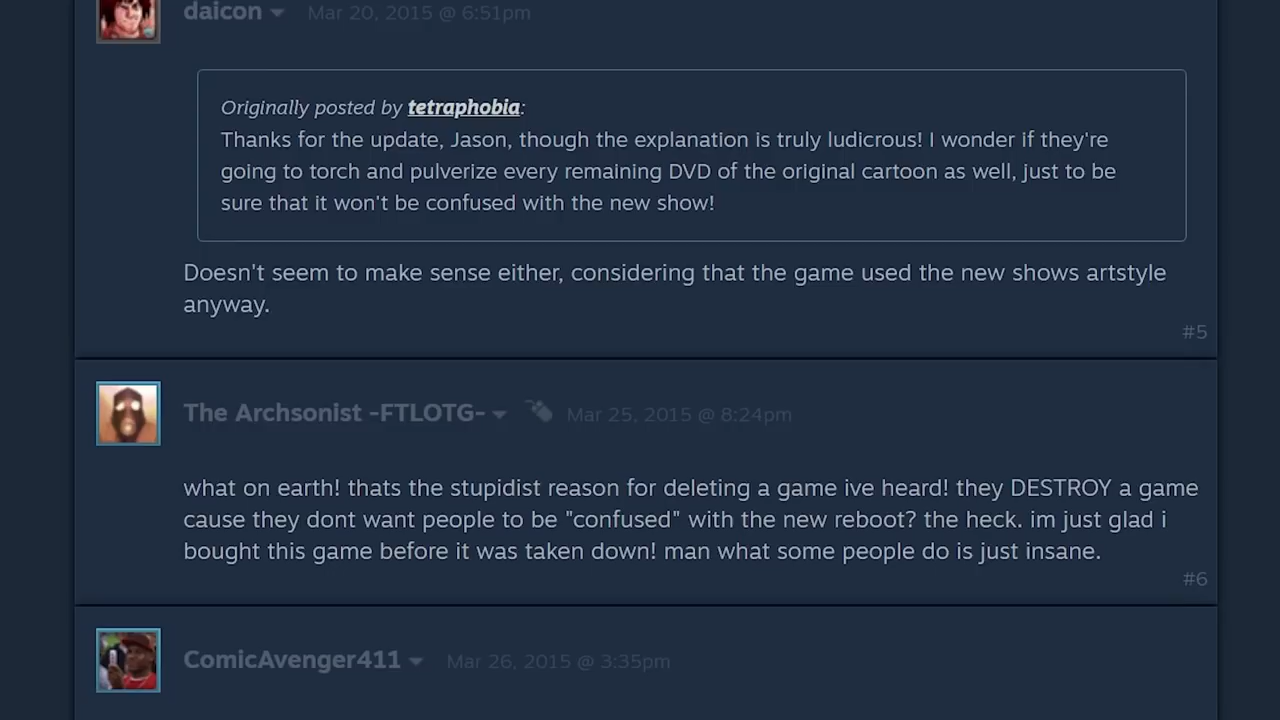 daicon Mar 20, 2015 @ 6:51pm
Originally posted by tetraphobia:
Thanks for the update, Jason, though the explanation is truly ludicrous! I wonder if they're
going to torch and pulverize every remaining DVD of the original cartoon as well, just to be
sure that it won't be confused with the new show!
Doesn't seem to make sense either, considering that the game used the new shows artstyle
anyway.
#5
The Archsonist -FTLOTG- Mar 25, 2015 @ 8:24pm
what on earth! thats the stupidist reason for deleting a game ive heard! they DESTROY a game
cause they dont want people to be "confused" with the new reboot? the heck. im just glad i
bought this game before it was taken down! man what some people do is just insane.
#6
ComicAvenger411 Mar 26, 2015 @ 3:35pm